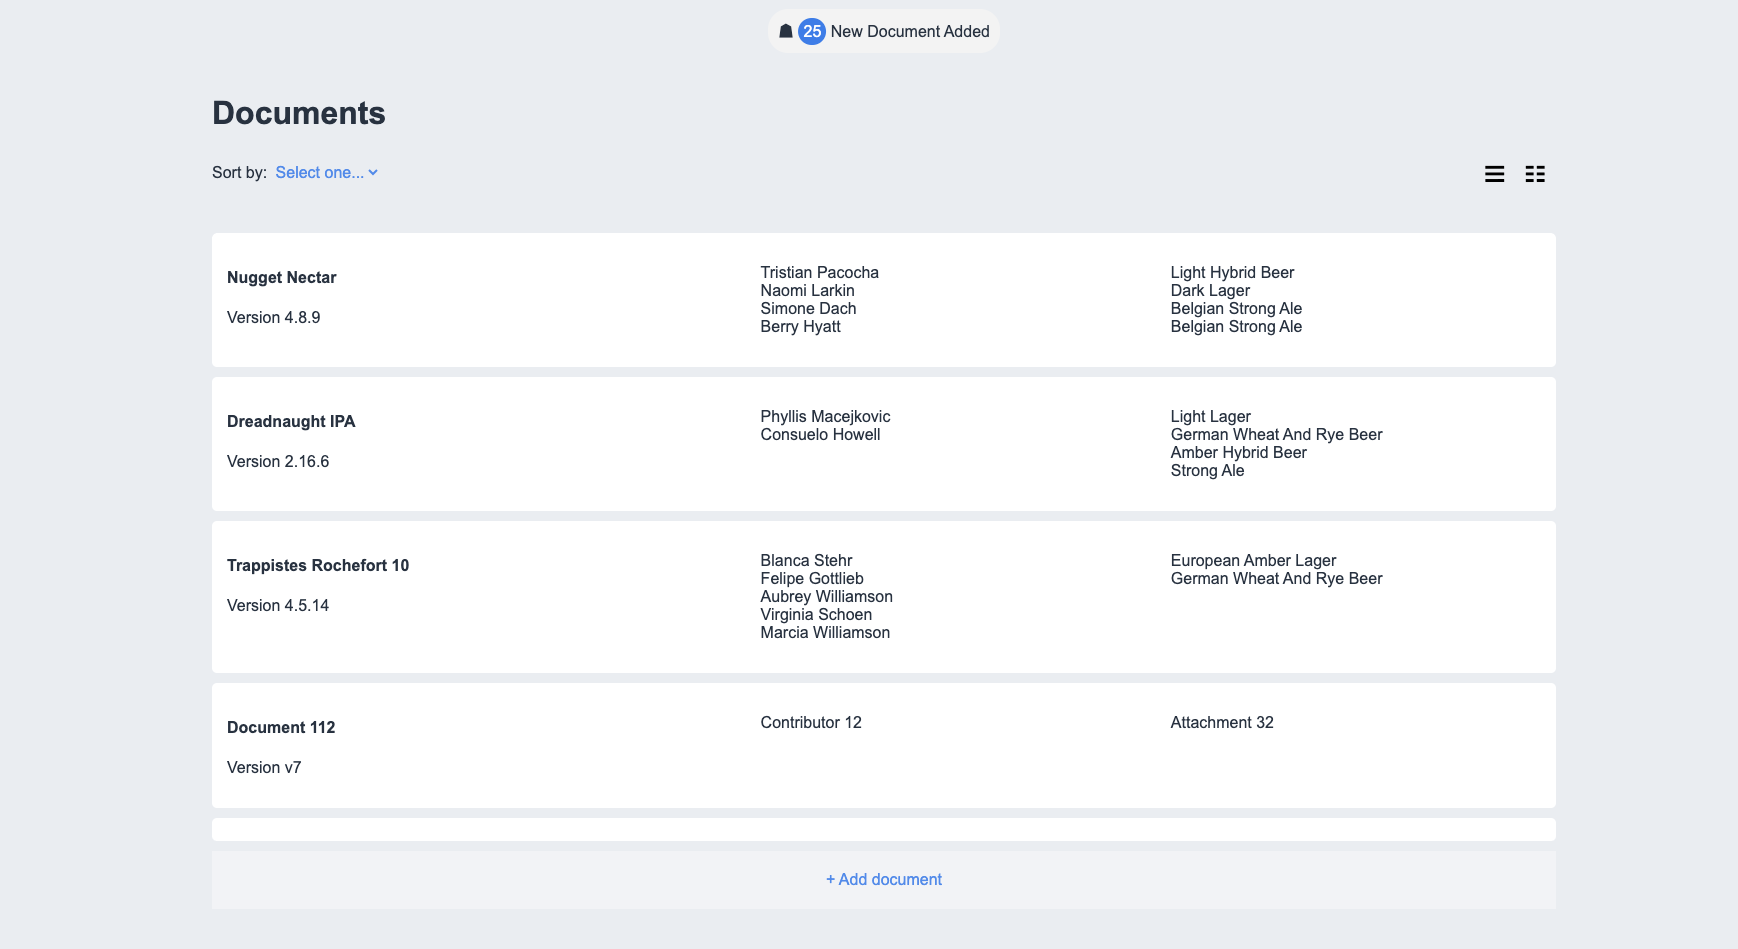 25 New Document Added
Documents
Sort by: Select one...
Nugget Nectar
Version 4.8.9
Tristian Pacocha
Naomi Larkin
Simone Dach
Berry Hyatt
Light Hybrid Beer
Dark Lager
Belgian Strong Ale
Belgian Strong Ale
Dreadnaught IPA
Version 2.16.6
Phyllis Macejkovic
Consuelo Howell
Light Lager
German Wheat And Rye Beer
Amber Hybrid Beer
Strong Ale
Trappistes Rochefort 10
Version 4.5.14
Blanca Stehr
Felipe Gottlieb
Aubrey Williamson
Virginia Schoen
Marcia Williamson
European Amber Lager
German Wheat And Rye Beer
Document 112
Version v7
Contributor 12
Attachment 32
+ Add document